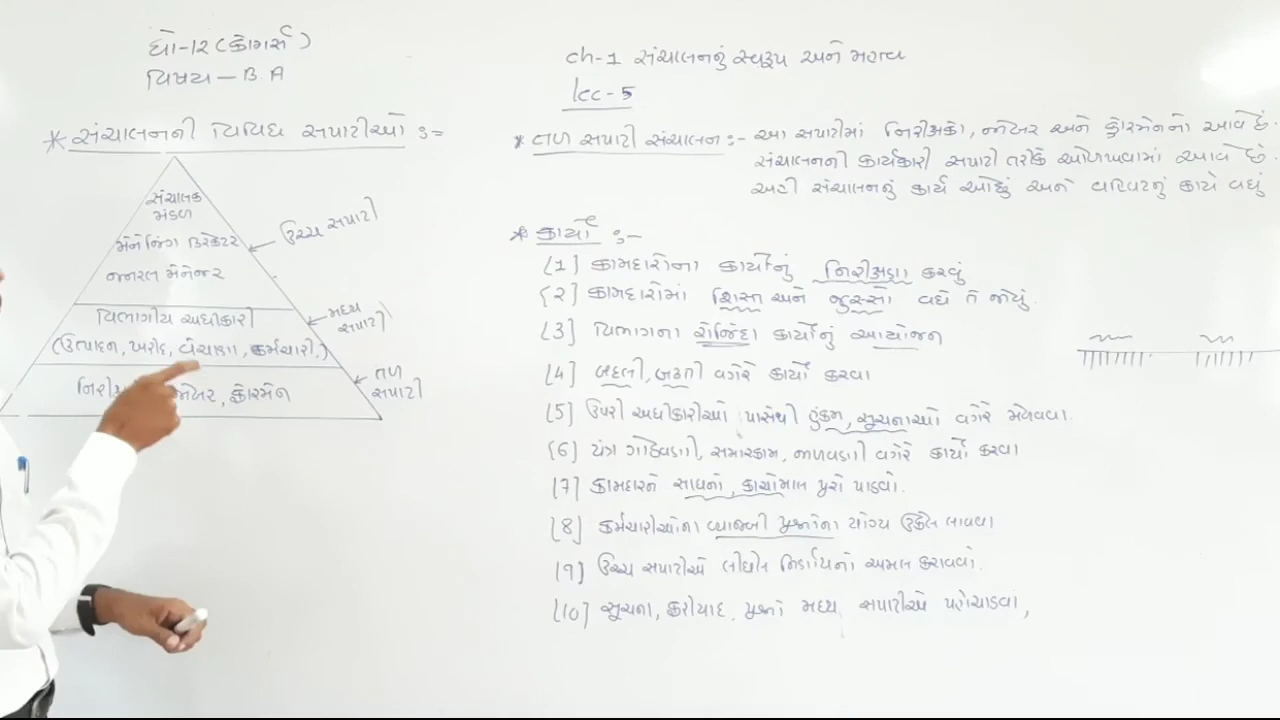 ધો-12 (કોમર્સ)
વિષય – B.A
* સંચાલનની વિવિધ સપાટીઓ :=
સંચાલક
મંડળ
મેનેજિંગ ડિરેક્ટર
જનરલ મેનેજર
ઉચ્ચ સપાટી
વિભાગીય અધીકારી
(ઉત્પાદન, ખરીદ, વેચાણ, કર્મચારી.)
મધ્ય
સપાટી
જોબર, ફોરમેન
તળ
સપાટી
ch-1 સંચાલનનું સ્વરૂપ અને મહત્વ
lec-5
* તળ સપાટી સંચાલન :- આ સપાટીમાં નિરીક્ષકો, જોબર અને ફોરમેનનો આવે છે.
સંચાલનની કાર્યકારી સપાટી તરીકે ઓળખવામાં આવે છે.
અહી સંચાલનનું કાર્ય ઓછું અને વહિવટનું કાર્ય વધું
* કાર્યો :-
(1) કામદારોના કાર્યોનું નિરીક્ષણ કરવું
(2) કામદારોમાં શિસ્ત અને જુસ્સો વધે તે જોવું.
(3) વિભાગના રોજિંદા કાર્યોનું આયોજન
(4) બદલી, બઢતી વગેરે કાર્યો કરવા
(5) ઉપરી અધીકારીઓ પાસેથી હુંકમ, સૂચનાઓ વગેરે મેળવવા.
(6) યંત્ર ગોઠવણી, સમારકામ, જાળવણી વગેરે કાર્યો કરવા
(7) કામદારને સાધનો, કાચોમાલ પુરો પાડવો.
(8) કર્મચારીઓના વ્યાજબી પ્રશ્નોના યોગ્ય ઉકેલ લાવવા
(9) ઉચ્ચ સપાટીએ લીધેલ નિર્ણયનો અમલ કરાવવો.
(10) સૂચના, ફરીયાદ, પ્રશ્નો મધ્ય સપાટીએ પહોચાડવા,